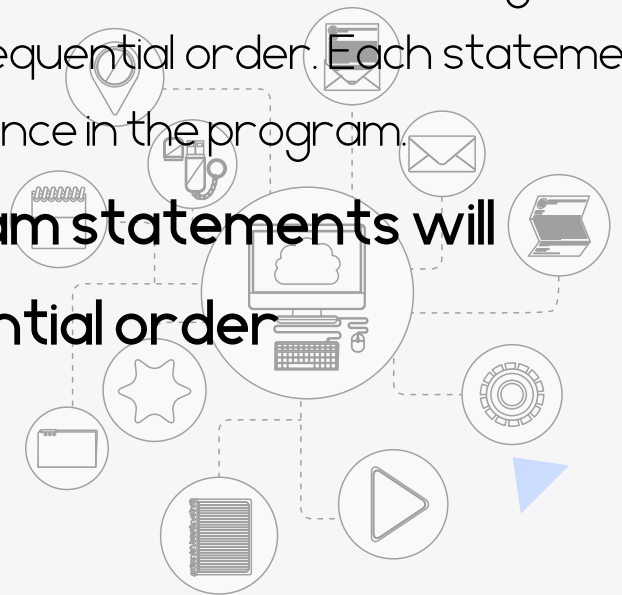 equential order. Each stateme
nce in the program.
am statements will
ntial order